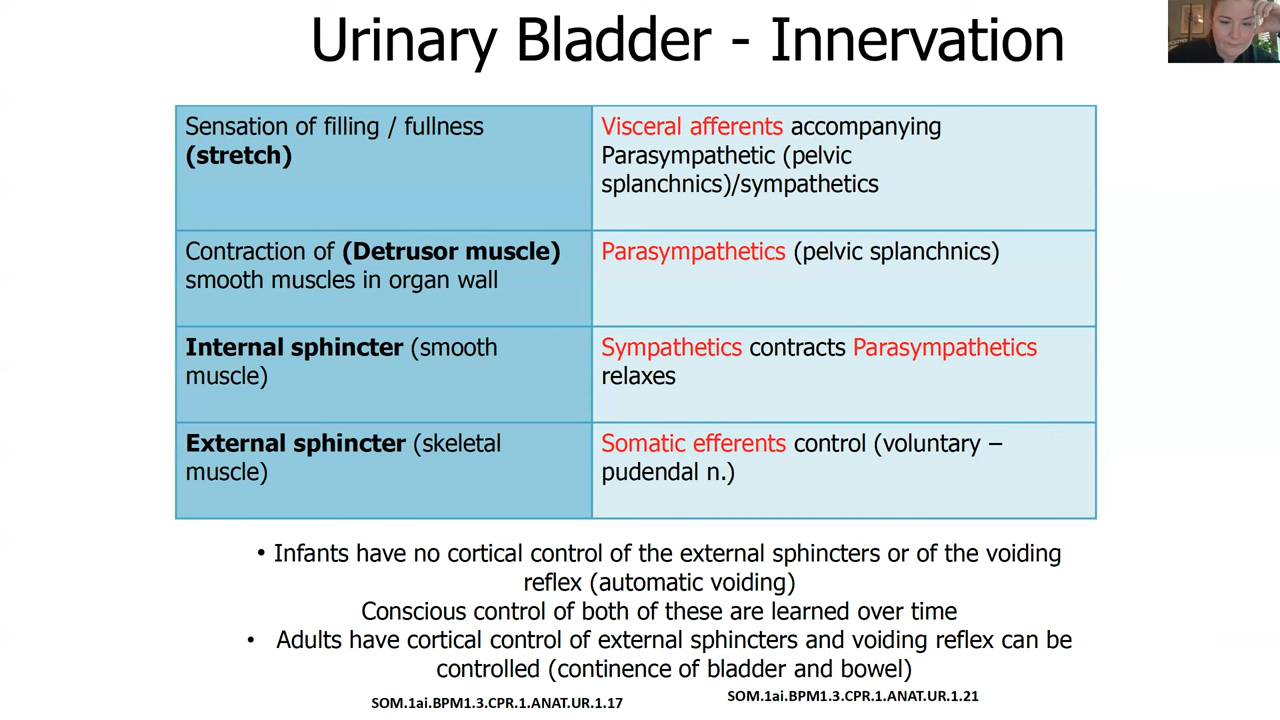 Urinary Bladder - Innervation
Sensation of filling / fullness
(stretch)
Visceral afferents accompanying
Parasympathetic (pelvic
splanchnics)/sympathetics
Contraction of (Detrusor muscle)
smooth muscles in organ wall
Parasympathetics (pelvic splanchnics)
Internal sphincter (smooth
muscle)
Sympathetics contracts Parasympathetics
relaxes
External sphincter (skeletal
muscle)
Somatic efferents control (voluntary –
pudendal n.)
• Infants have no cortical control of the external sphincters or of the voiding
reflex (automatic voiding)
Conscious control of both of these are learned over time
• Adults have cortical control of external sphincters and voiding reflex can be
controlled (continence of bladder and bowel)
SOM.1ai.BPM1.3.CPR.1.ANAT.UR.1.17
SOM.1ai.BPM1.3.CPR.1.ANAT.UR.1.21